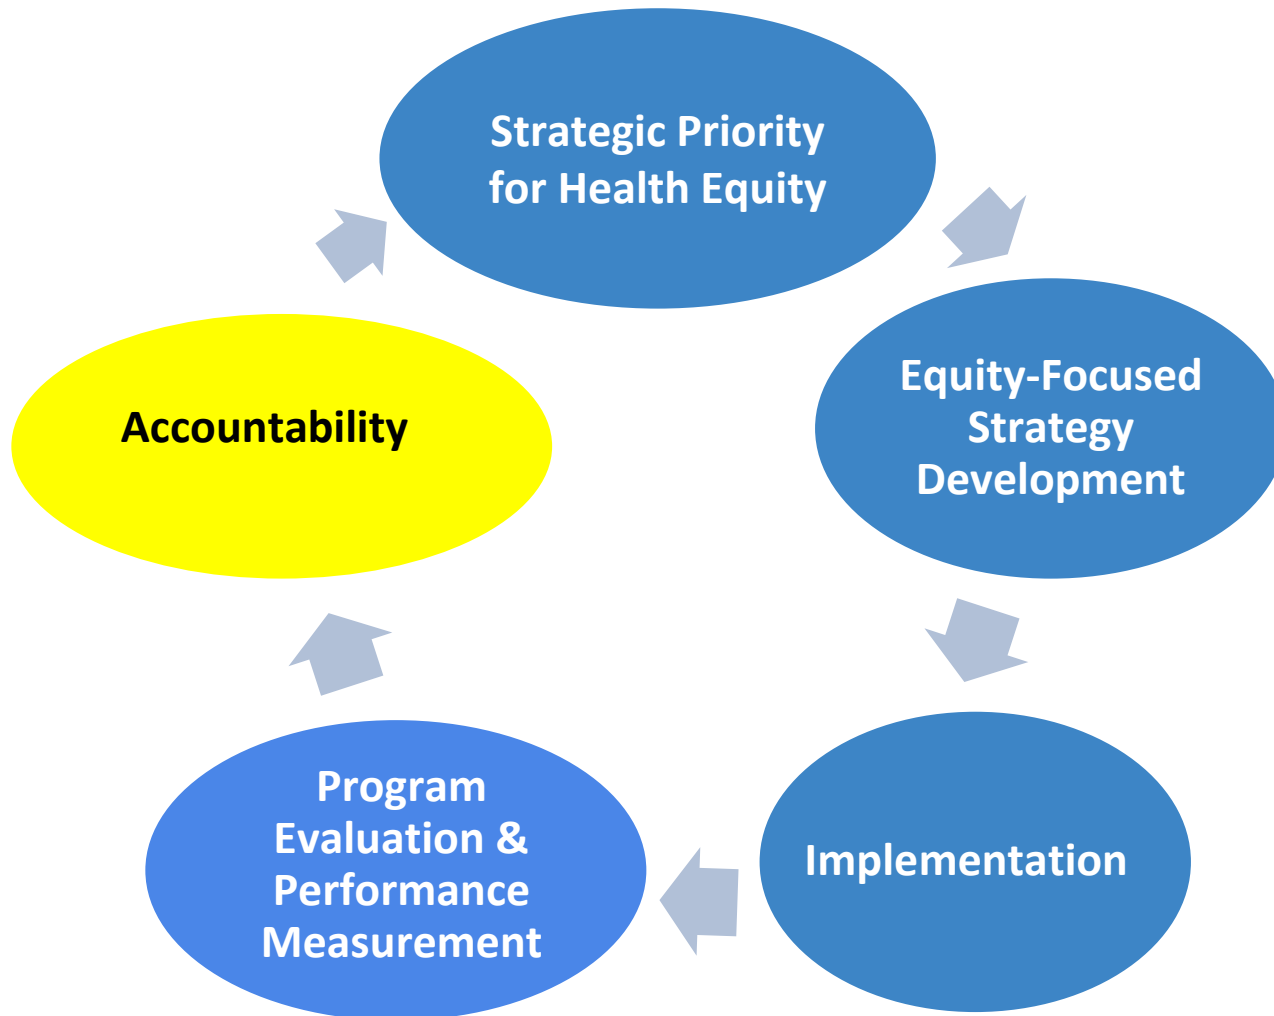 Strategic Priority
for Health Equity
Equity-Focused
Strategy
Development
Implementation
Program
Evaluation &
Performance
Measurement
Accountability